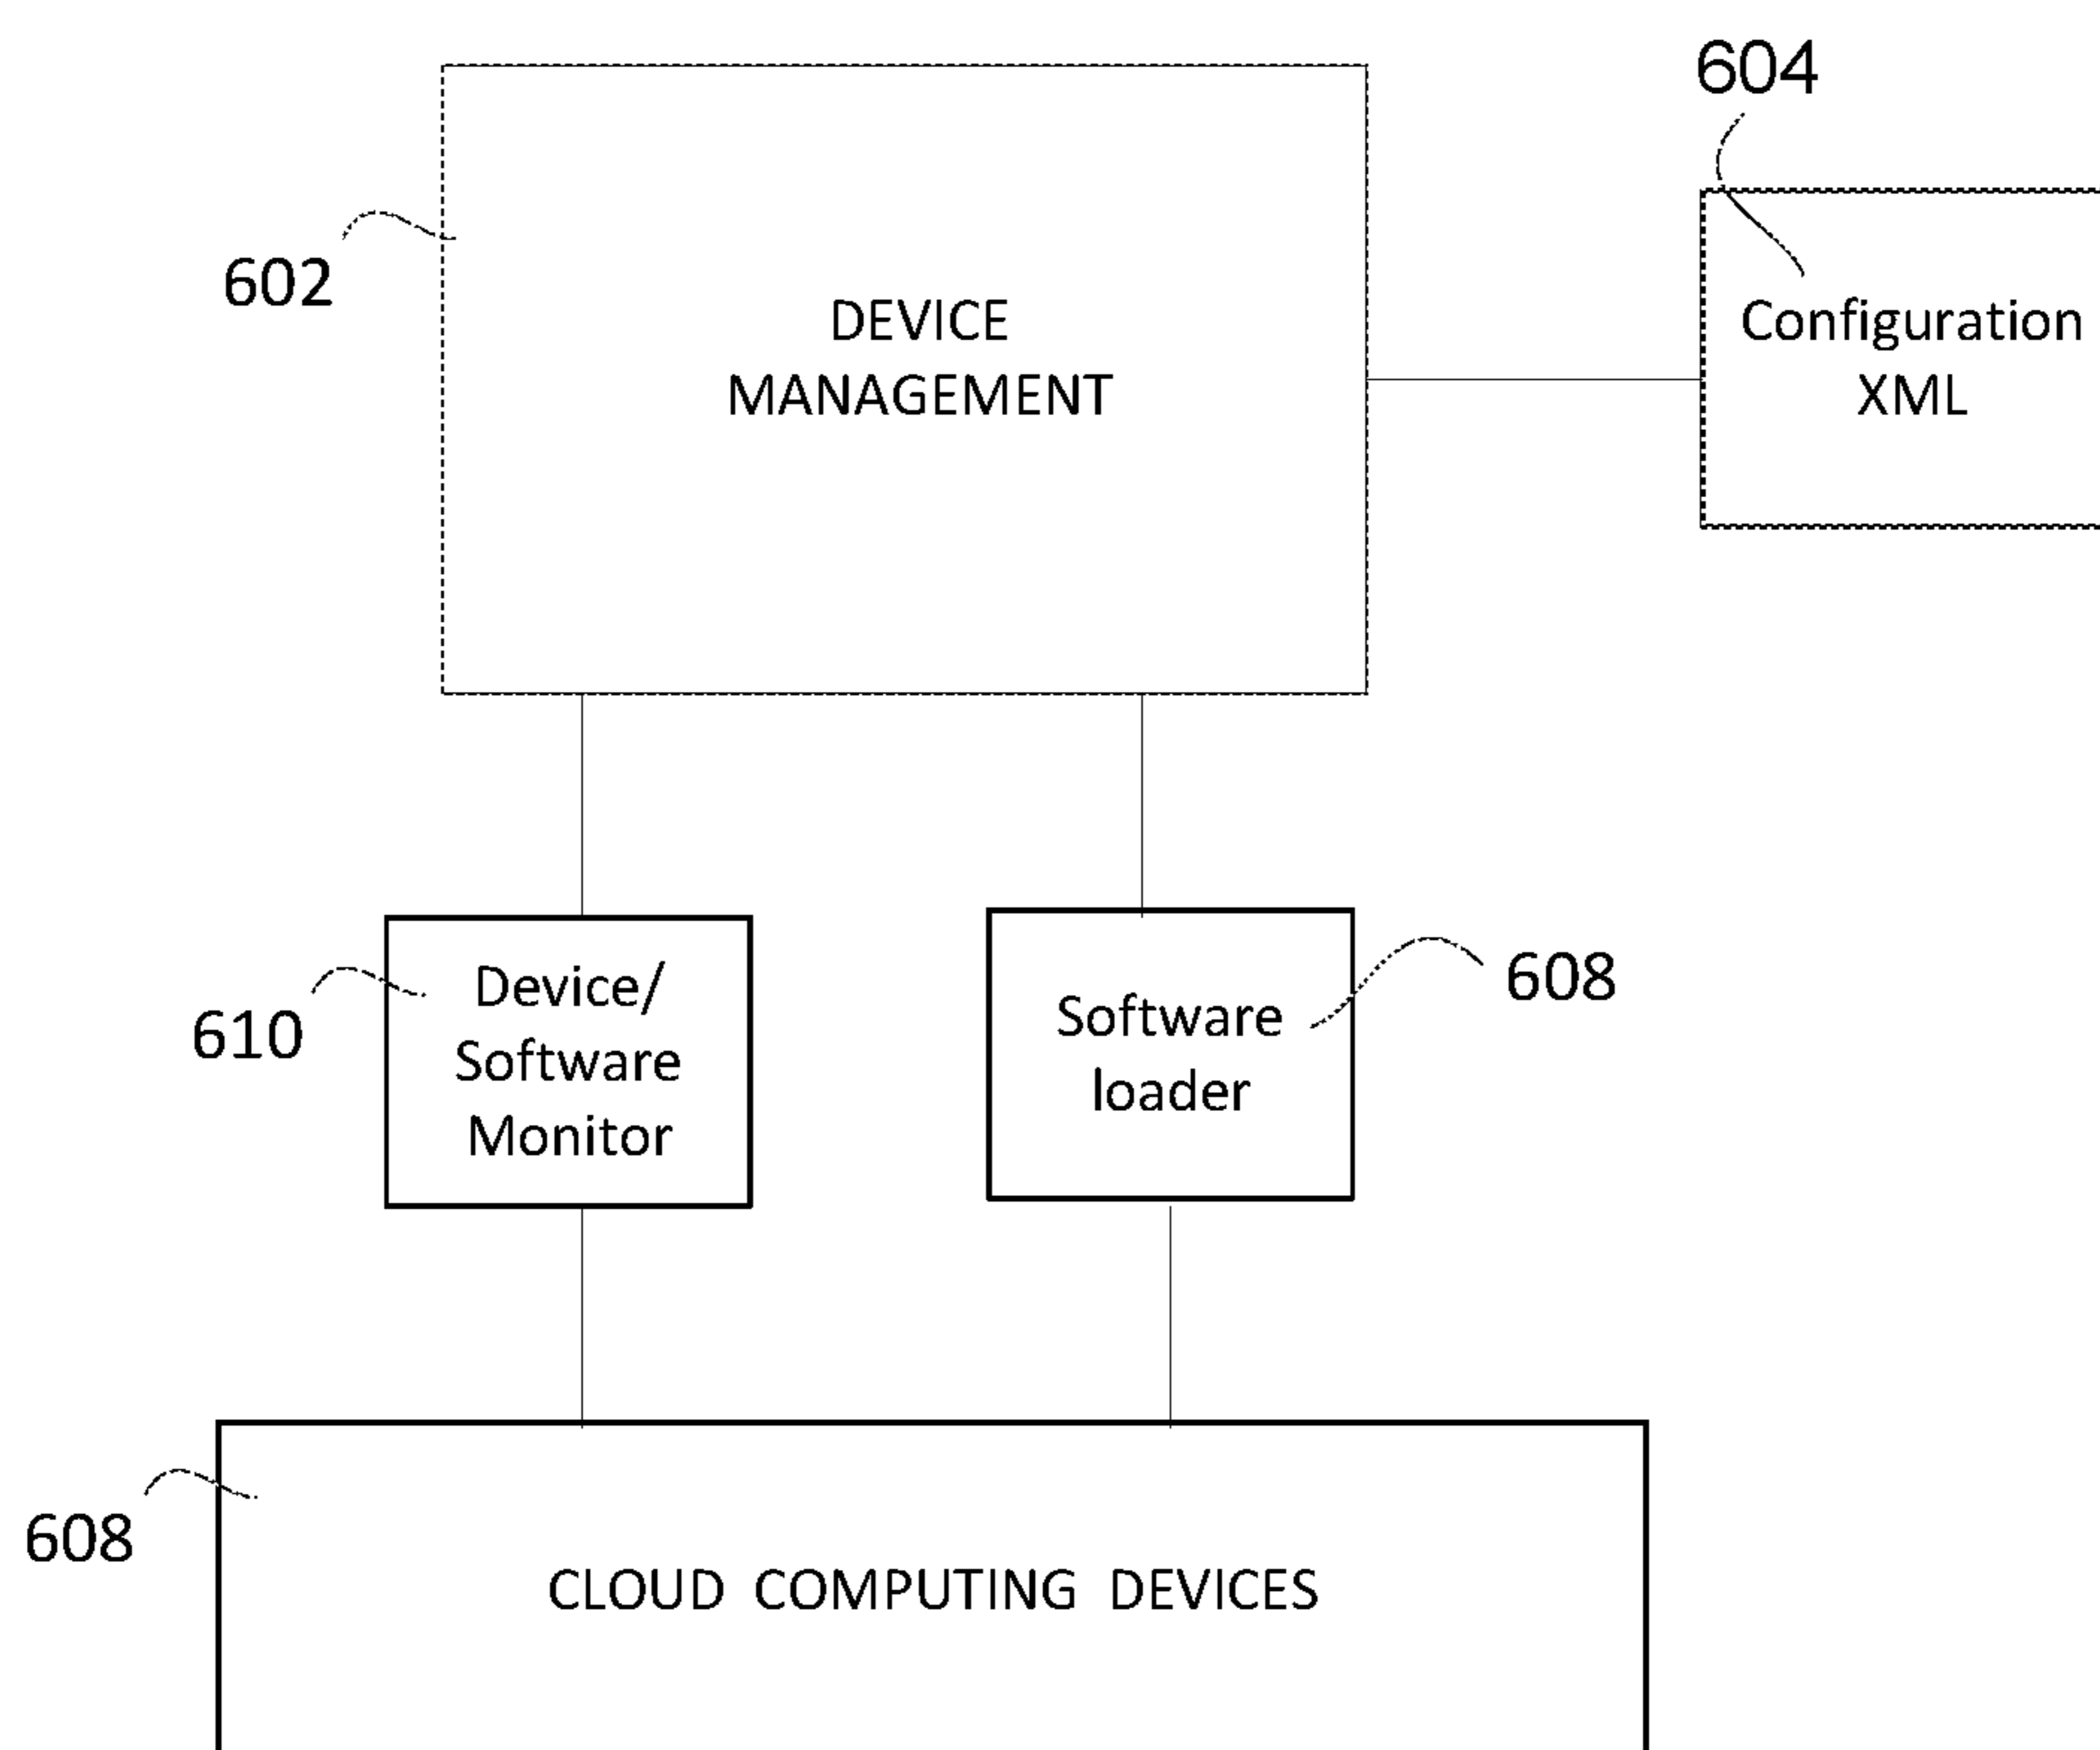 604
602
DEVICE
MANAGEMENT
Configuration
XML
610
Device/
Software
Monitor
Software
loader
608
608
CLOUD COMPUTING DEVICES